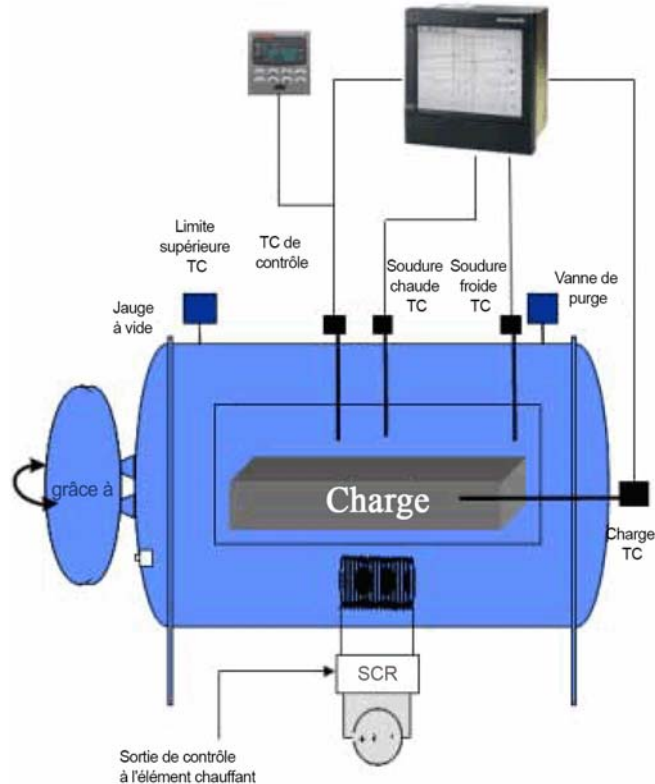 Limite
supérieure
TC
TC de
contrôle
Soudure
chaude
TC
Soudure
froide
TC
Vanne de
purge
Jauge
à vide
grâce à
Charge
Charge
TC
SCR
Sortie de contrôle
à l'élément chauffant